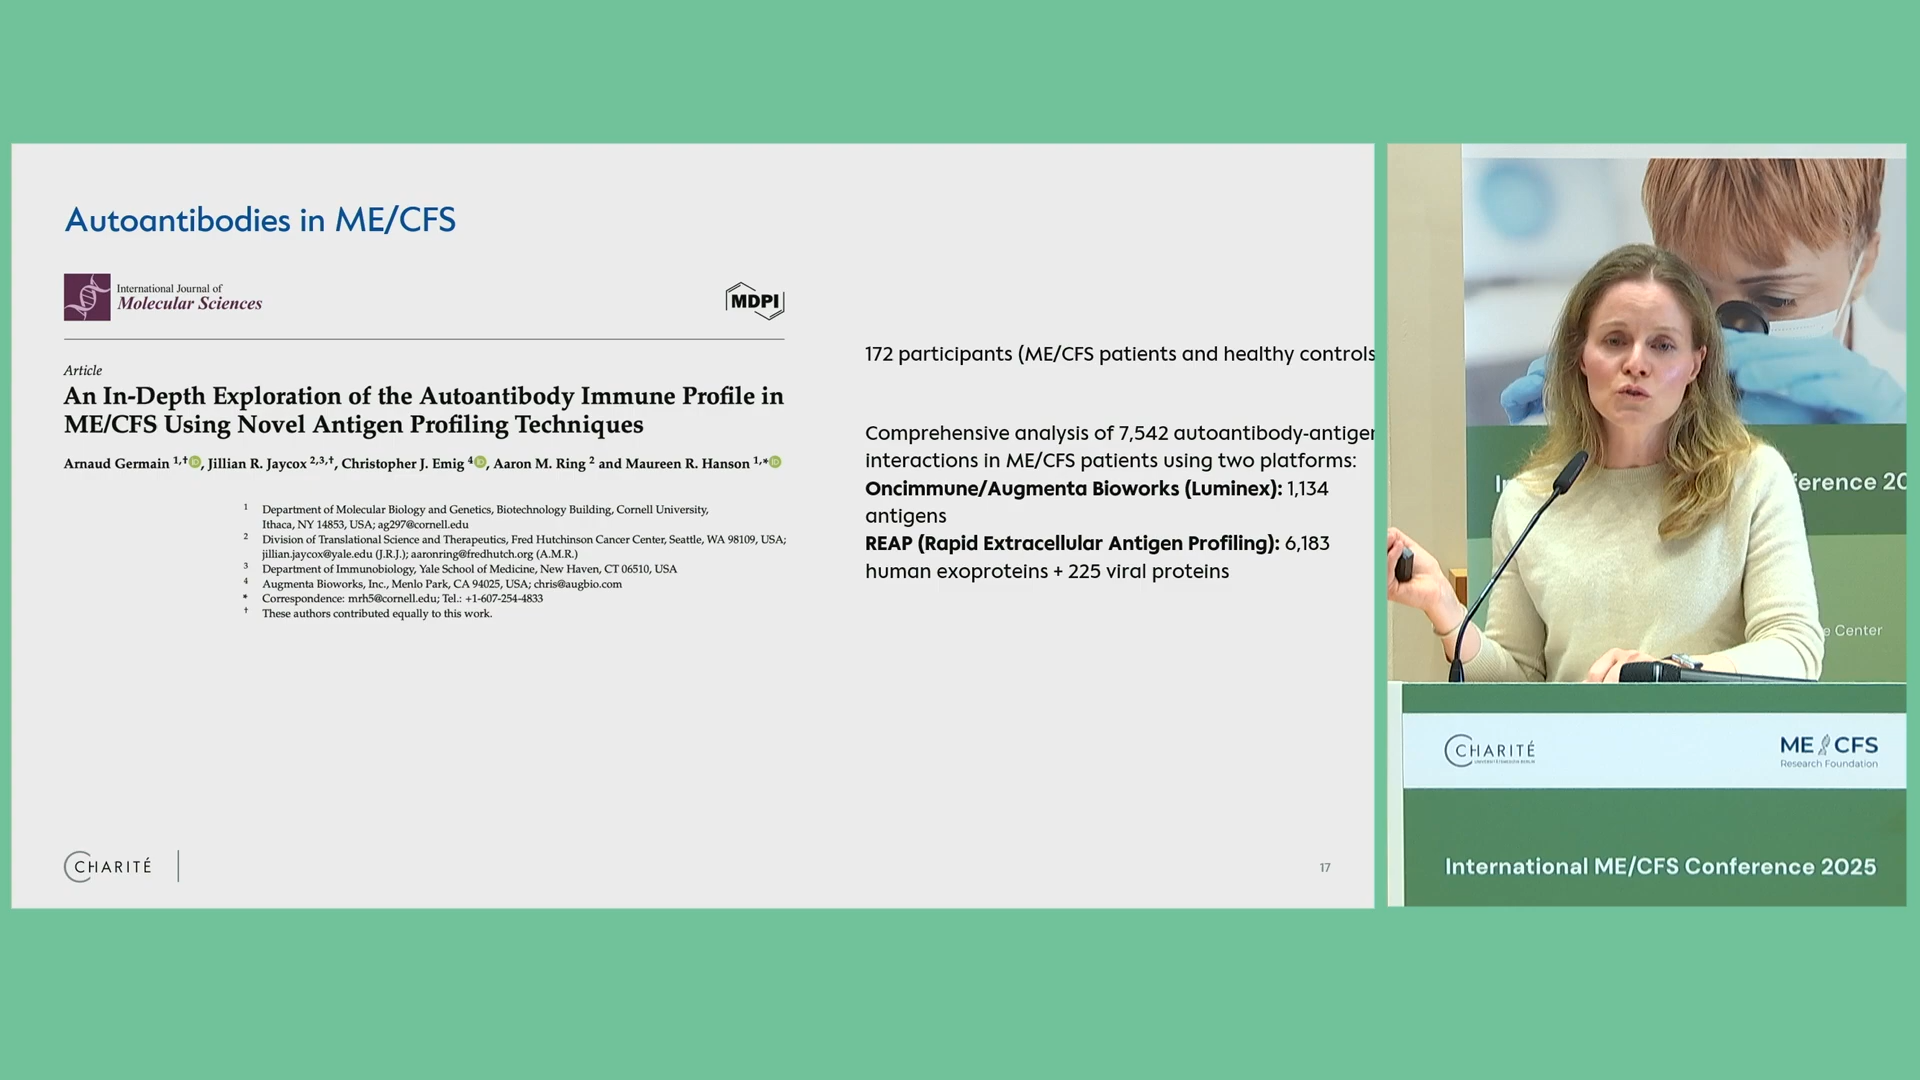 Autoantibodies in ME/CFS
International Journal of
Molecular Sciences
MDPI
Article
An In-Depth Exploration of the Autoantibody Immune Profile in
ME/CFS Using Novel Antigen Profiling Techniques
Arnaud Germain 1,†, Jillian R. Jaycox 2,3,†, Christopher J. Emig 4, Aaron M. Ring 2 and Maureen R. Hanson 1,*
1 Department of Molecular Biology and Genetics, Biotechnology Building, Cornell University,
Ithaca, NY 14853, USA; ag297@cornell.edu
2 Division of Translational Science and Therapeutics, Fred Hutchinson Cancer Center, Seattle, WA 98109, USA;
jillian.jaycox@yale.edu (J.R.J.); aaronring@fredhutch.org (A.M.R.)
3 Department of Immunobiology, Yale School of Medicine, New Haven, CT 06510, USA
4 Augmenta Bioworks, Inc., Menlo Park, CA 94025, USA; chris@augbio.com
* Correspondence: mrh5@cornell.edu; Tel.: +1-607-254-4833
† These authors contributed equally to this work.
172 participants (ME/CFS patients and healthy controls
Comprehensive analysis of 7,542 autoantibody-antigen
interactions in ME/CFS patients using two platforms:
Oncimmune/Augmenta Bioworks (Luminex): 1,134
antigens
REAP (Rapid Extracellular Antigen Profiling): 6,183
human exoproteins + 225 viral proteins
CHARITÉ
17
In
ference 20
e Center
CHARITÉ
UNIVERSITÄTSMEDIZIN BERLIN
ME CFS
Research Foundation
International ME/CFS Conference 2025